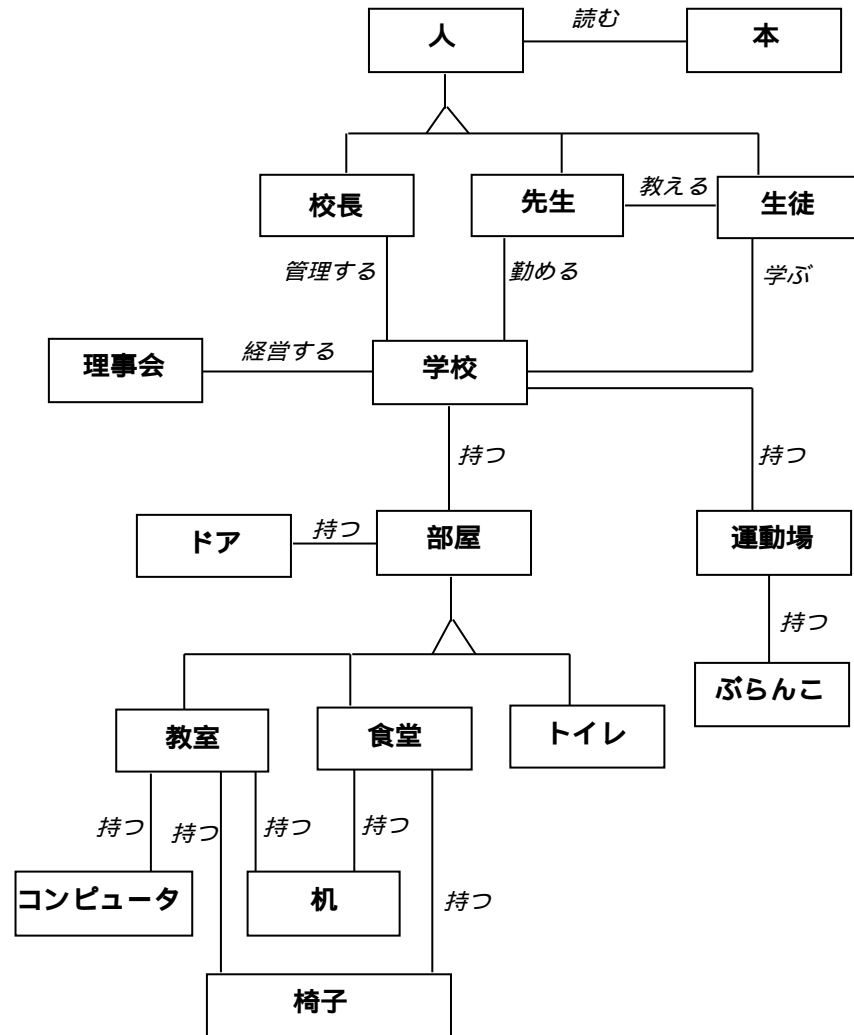 読む
人
本
校長
先生
教える
生徒
管理する
勤める
学ぶ
理事会
経営する
学校
持つ
持つ
ドア
持つ
部屋
運動場
持つ
ぶらんこ
教室
食堂
トイレ
持つ
持つ
持つ
持つ
コンピュータ
机
持つ
椅子